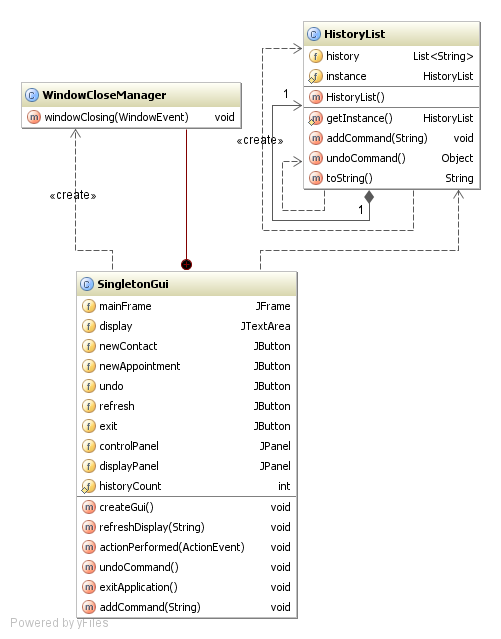 HistoryList
history List<String>
instance HistoryList
HistoryList()
getInstance() HistoryList
addCommand(String) void
undoCommand() Object
toString() String
1
«create»
1
WindowCloseManager
windowClosing(WindowEvent) void
«create»
SingletonGui
mainFrame JFrame
display JTextArea
newContact JButton
newAppointment JButton
undo JButton
refresh JButton
exit JButton
controlPanel JPanel
displayPanel JPanel
historyCount int
createGui() void
refreshDisplay(String) void
actionPerformed(ActionEvent) void
undoCommand() void
exitApplication() void
addCommand(String) void
Powered by yFiles